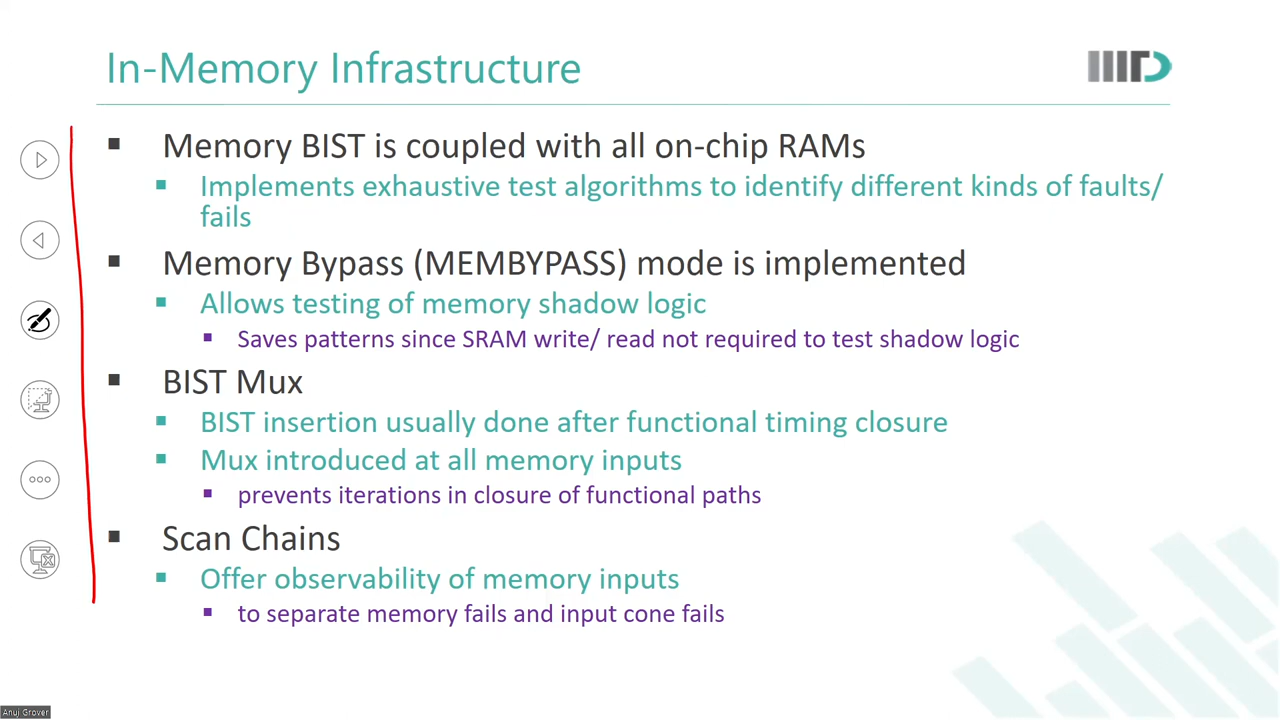 In-Memory Infrastructure
IIITD
▪ Memory BIST is coupled with all on-chip RAMs
▪ Implements exhaustive test algorithms to identify different kinds of faults/
fails
▪ Memory Bypass (MEMBYPASS) mode is implemented
▪ Allows testing of memory shadow logic
▪ Saves patterns since SRAM write/ read not required to test shadow logic
▪ BIST Mux
▪ BIST insertion usually done after functional timing closure
▪ Mux introduced at all memory inputs
▪ prevents iterations in closure of functional paths
▪ Scan Chains
▪ Offer observability of memory inputs
▪ to separate memory fails and input cone fails
Anuj Grover